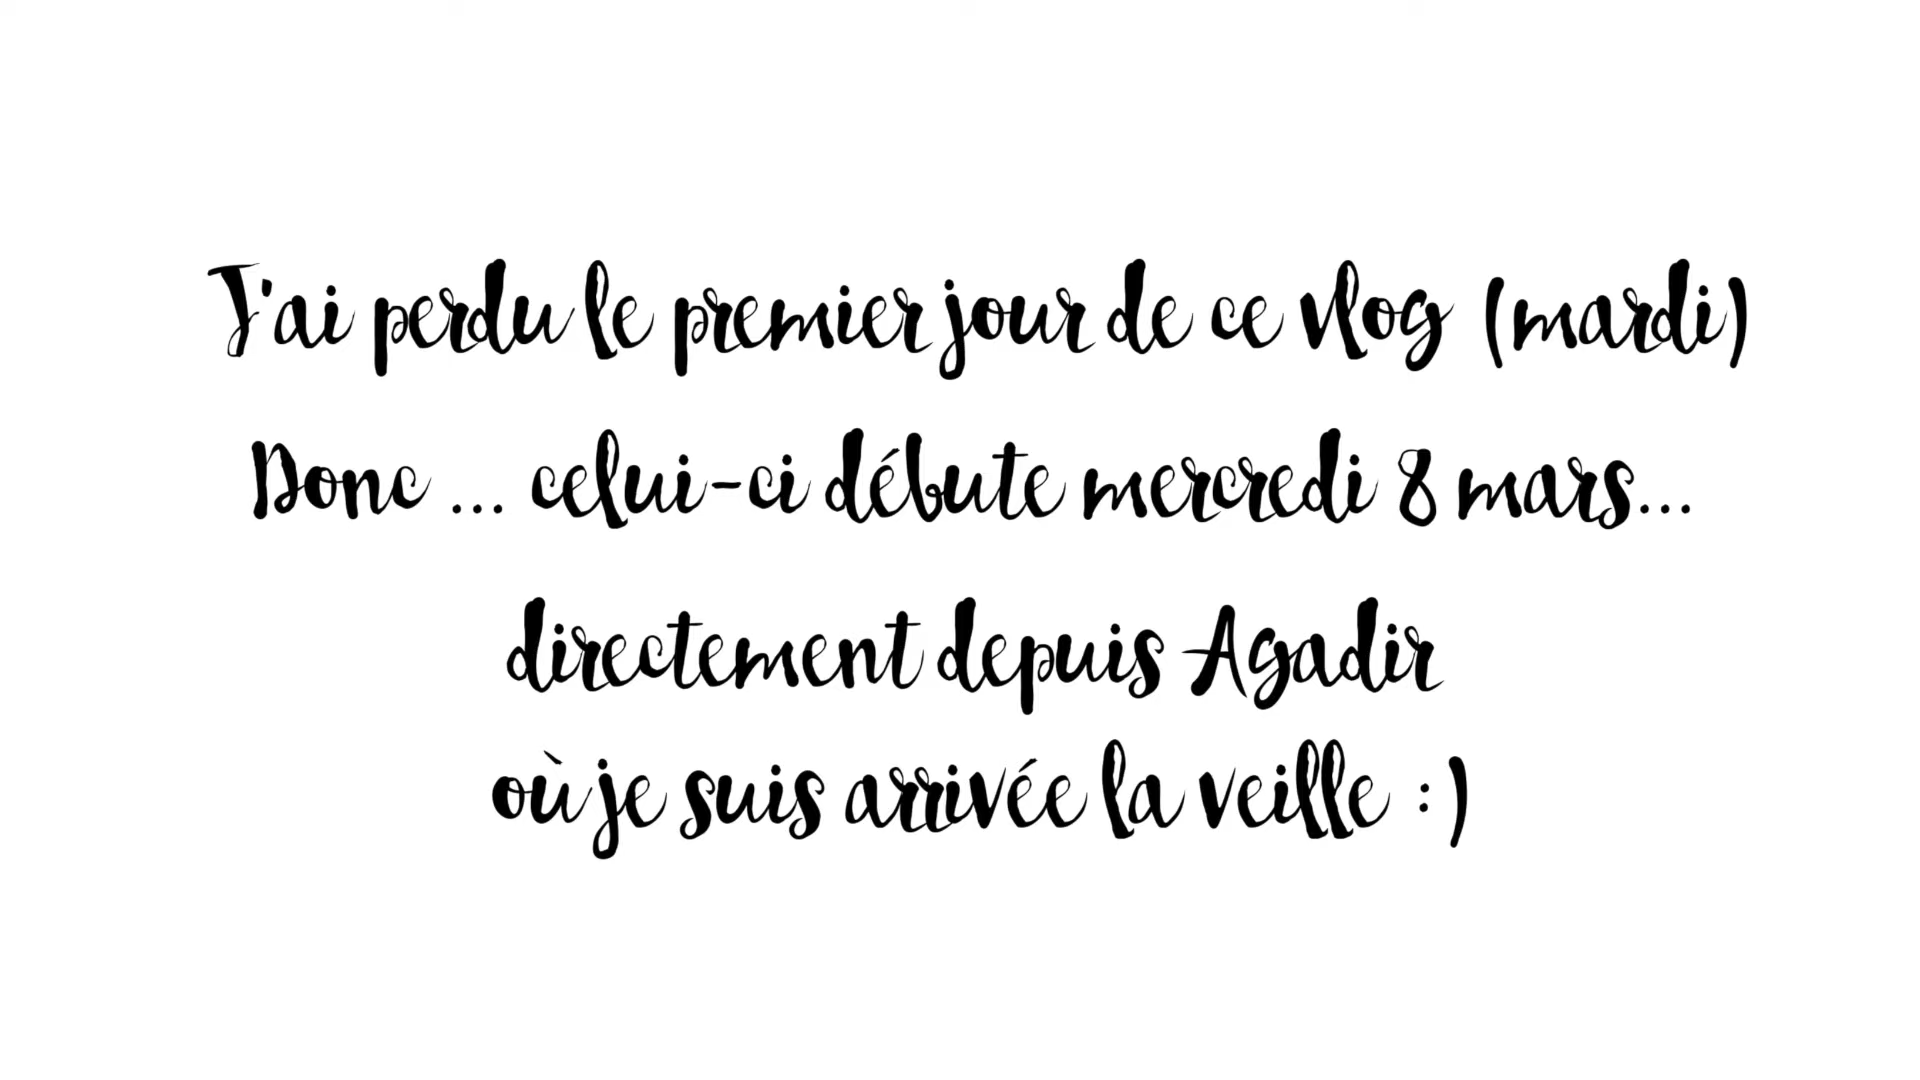 J'ai perdu le premier jour de ce vlog (mardi)
Donc ... celui-ci débute mercredi 8 mars...
directement depuis Agadir
où je suis arrivée la veille :)